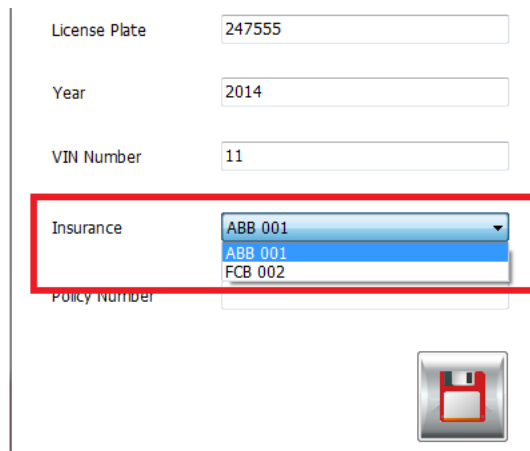 License Plate 247555
Year 2014
VIN Number 11
Insurance ABB 001
ABB 001
FCB 002
Policy Number